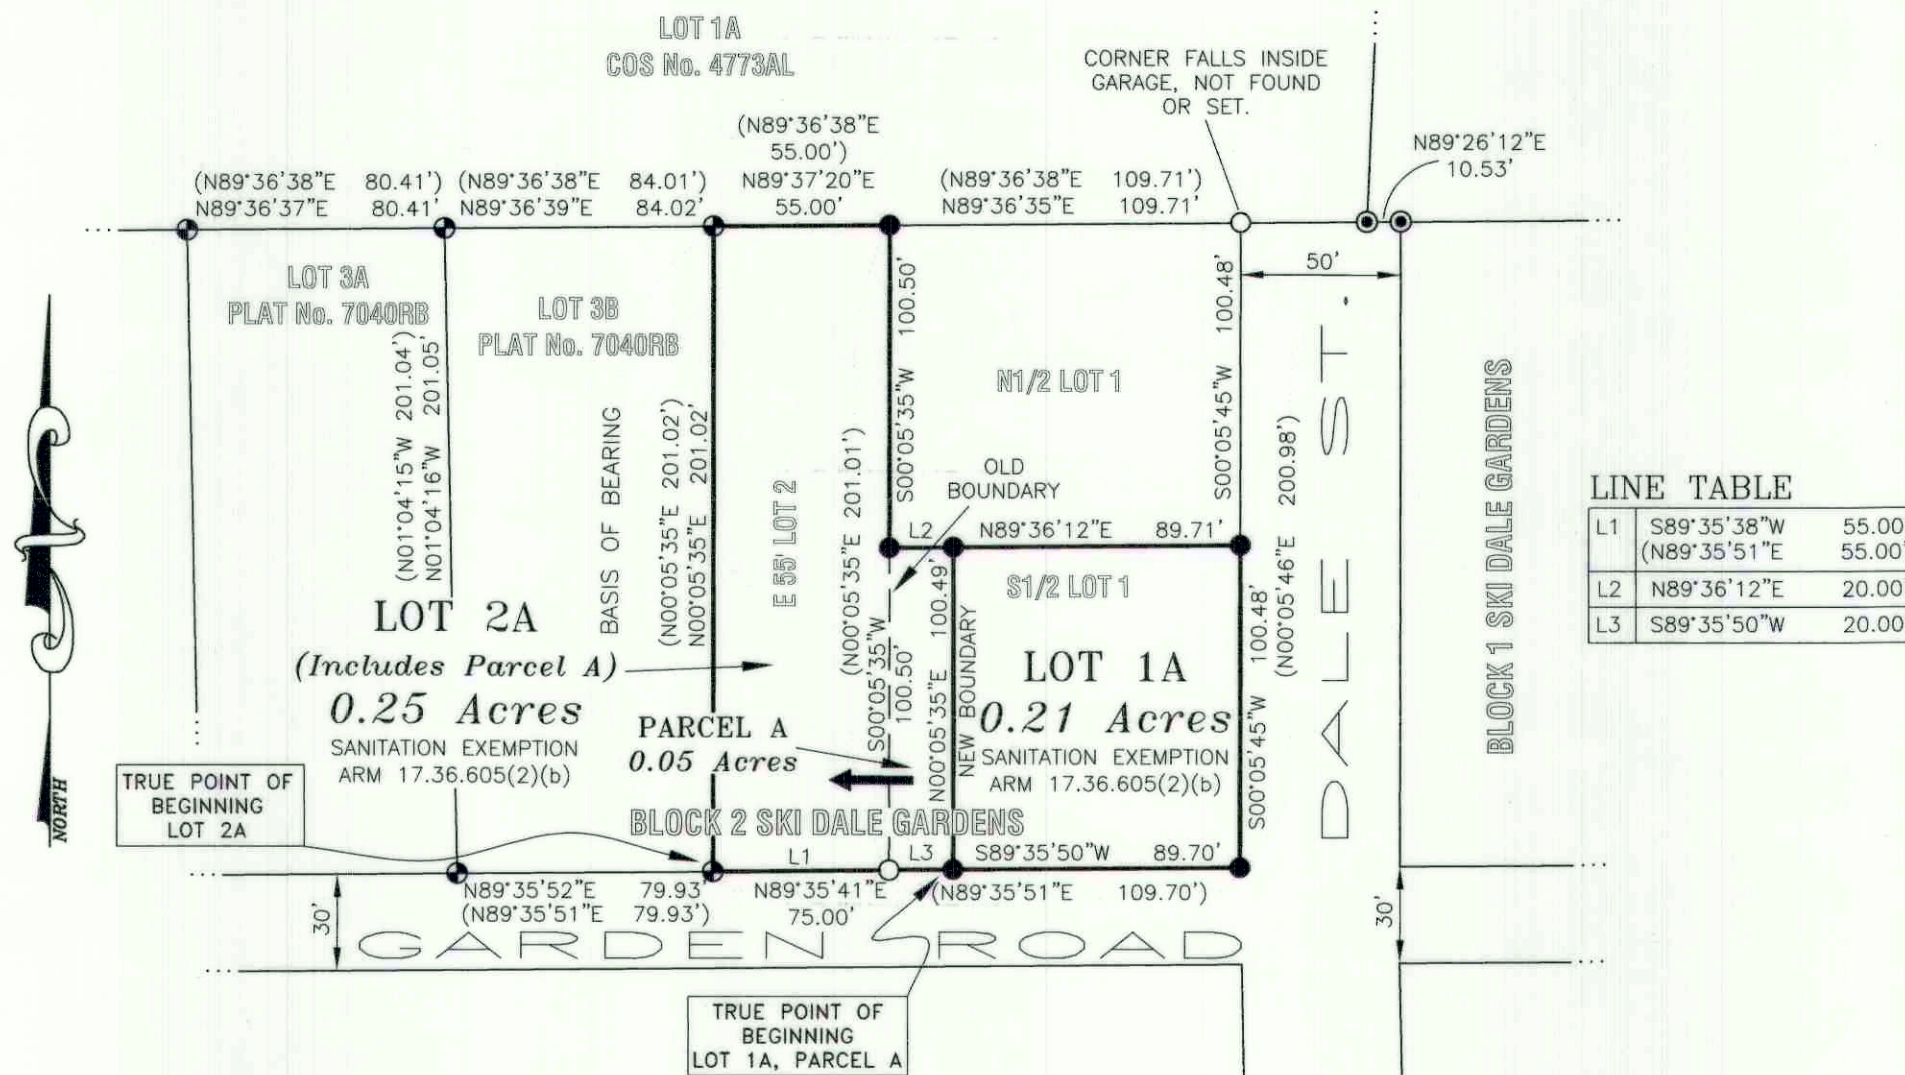 LOT 1A
COS No. 4773AL
CORNER FALLS INSIDE
GARAGE, NOT FOUND
OR SET.
N89°26'12"E
10.53'
(N89°36'38"E
55.00')
N89°37'20"E
55.00'
(N89°36'38"E 80.41')
N89°36'37"E 80.41'
(N89°36'38"E 84.01')
N89°36'39"E 84.02'
(N89°36'38"E 109.71')
N89°36'35"E 109.71'
50'
LOT 3A
PLAT No. 7040RB
LOT 3B
PLAT No. 7040RB
(N01°04'15"W 201.04')
N01°04'16"W 201.05'
BASIS OF BEARING
(N00°05'35"E 201.02')
N00°05'35"E 201.02'
E 55' LOT 2
(N00°05'35"E 201.01')
S00°05'35"W 100.50'
N1/2 LOT 1
S00°05'45"W 100.48'
(N00°05'46"E 200.98')
DALE ST.
BLOCK 1 SKI DALE GARDENS
OLD
BOUNDARY
L2 N89°36'12"E 89.71'
S1/2 LOT 1
S00°05'35"W
100.50'
N00°05'35"E 100.49'
NEW BOUNDARY
S00°05'45"W 100.48'
LOT 2A
(Includes Parcel A)
0.25 Acres
SANITATION EXEMPTION
ARM 17.36.605(2)(b)
LOT 1A
0.21 Acres
SANITATION EXEMPTION
ARM 17.36.605(2)(b)
PARCEL A
0.05 Acres
BLOCK 2 SKI DALE GARDENS
TRUE POINT OF
BEGINNING
LOT 2A
NORTH
L1 L3 S89°35'50"W 89.70'
N89°35'52"E 79.93'
(N89°35'51"E 79.93')
N89°35'41"E
75.00'
(N89°35'51"E 109.70')
30'
30'
GARDENS ROAD
TRUE POINT OF
BEGINNING
LOT 1A, PARCEL A
LINE TABLE
L1 S89°35'38"W 55.00
(N89°35'51"E 55.00'
L2 N89°36'12"E 20.00
L3 S89°35'50"W 20.00